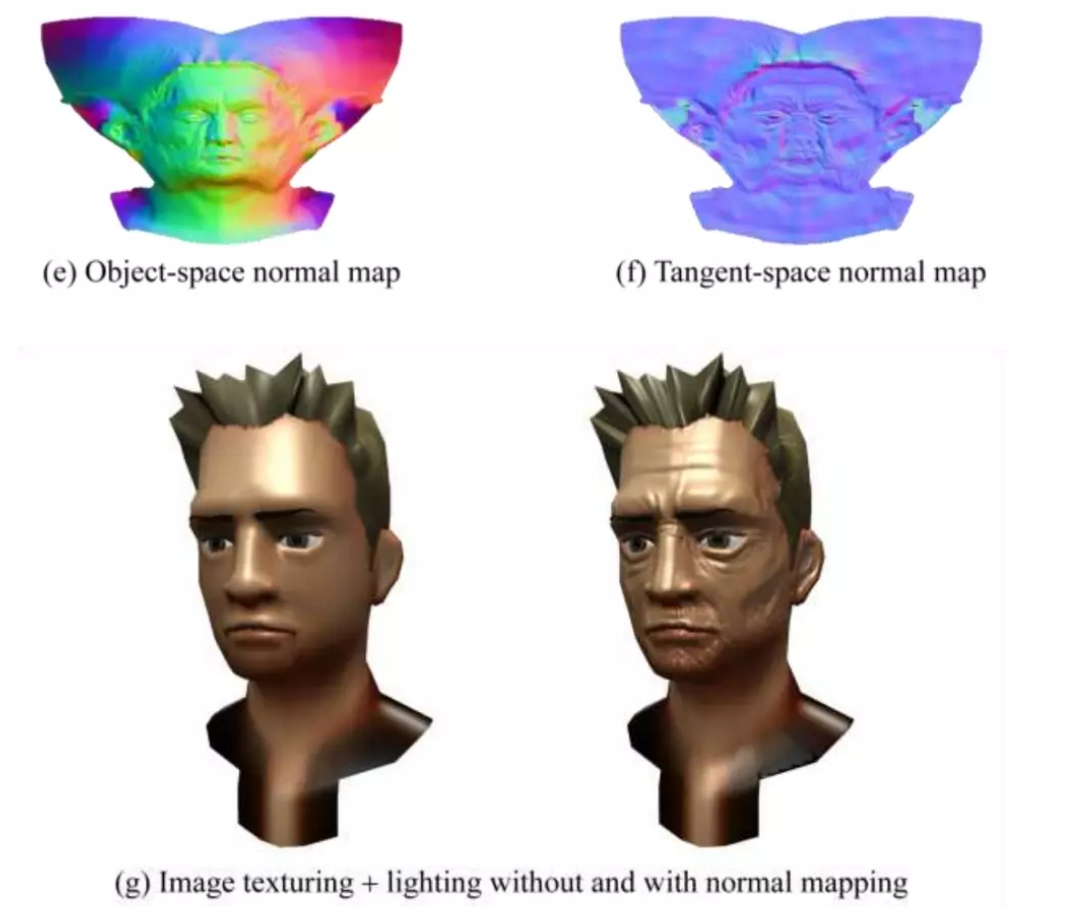 (e) Object-space normal map
(f) Tangent-space normal map
(g) Image texturing + lighting without and with normal mapping